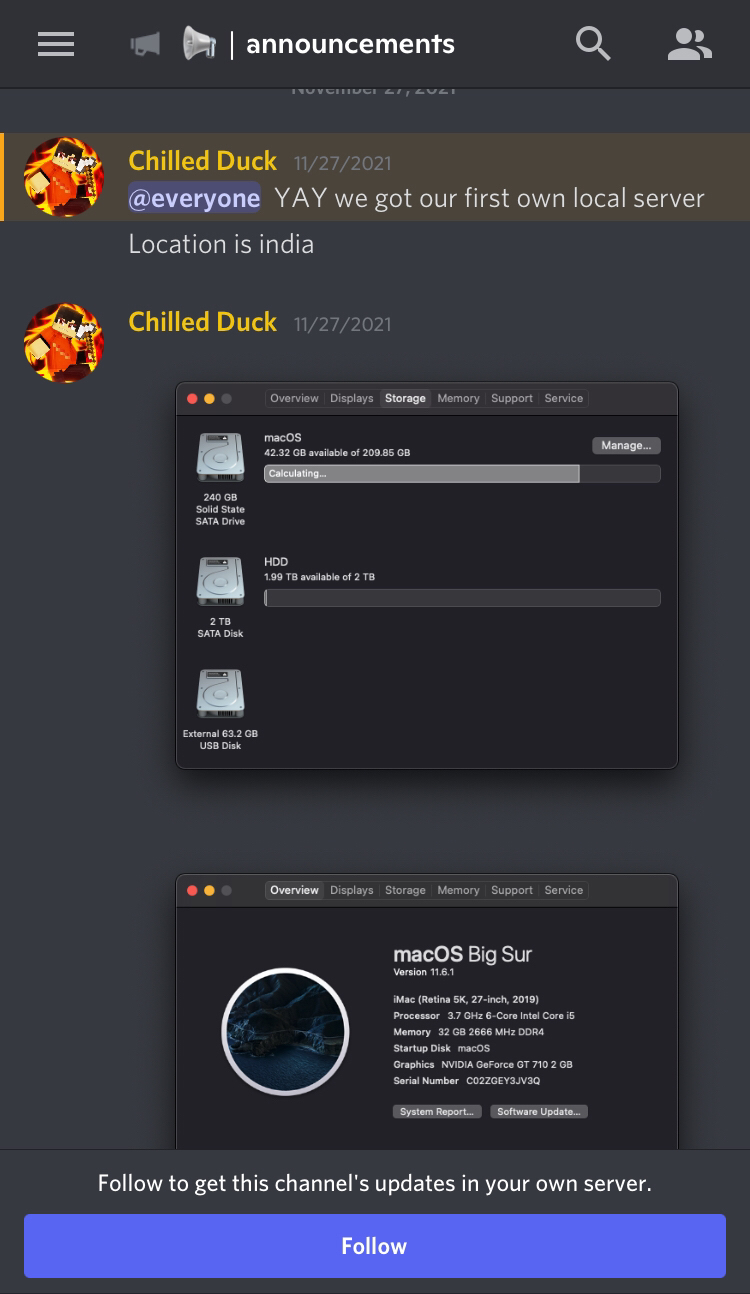 | announcements
November 27, 2021
Chilled Duck 11/27/2021
@everyone YAY we got our first own local server
Location is india
Chilled Duck 11/27/2021
Overview Displays Storage Memory Support Service
macOS
42.32 GB available of 209.85 GB
Manage...
Calculating...
240 GB
Solid State
SATA Drive
HDD
1.99 TB available of 2 TB
2 TB
SATA Disk
External 63.2 GB
USB Disk
Overview Displays Storage Memory Support Service
macOS Big Sur
Version 11.6.1
iMac (Retina 5K, 27-inch, 2019)
Processor 3.7 GHz 6-Core Intel Core i5
Memory 32 GB 2666 MHz DDR4
Startup Disk macOS
Graphics NVIDIA GeForce GT 710 2 GB
Serial Number C02ZGEY3JV3Q
System Report... Software Update...
Follow to get this channel's updates in your own server.
Follow